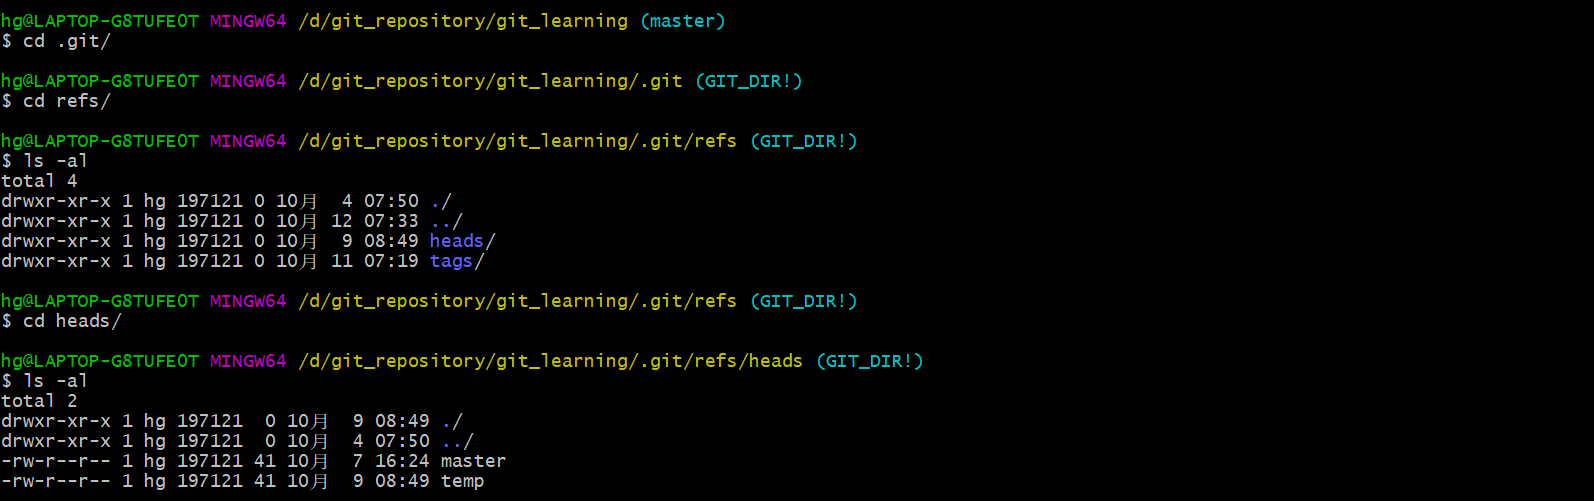 hg@LAPTOP-G8TUFE0T MINGW64 /d/git_repository/git_learning (master)
$ cd .git/
hg@LAPTOP-G8TUFE0T MINGW64 /d/git_repository/git_learning/.git (GIT_DIR!)
$ cd refs/
hg@LAPTOP-G8TUFE0T MINGW64 /d/git_repository/git_learning/.git/refs (GIT_DIR!)
$ ls -al
total 4
drwxr-xr-x 1 hg 197121 0 10月  4 07:50 ./
drwxr-xr-x 1 hg 197121 0 10月 12 07:33 ../
drwxr-xr-x 1 hg 197121 0 10月  9 08:49 heads/
drwxr-xr-x 1 hg 197121 0 10月 11 07:19 tags/
hg@LAPTOP-G8TUFE0T MINGW64 /d/git_repository/git_learning/.git/refs (GIT_DIR!)
$ cd heads/
hg@LAPTOP-G8TUFE0T MINGW64 /d/git_repository/git_learning/.git/refs/heads (GIT_DIR!)
$ ls -al
total 2
drwxr-xr-x 1 hg 197121  0 10月  9 08:49 ./
drwxr-xr-x 1 hg 197121  0 10月  4 07:50 ../
-rw-r--r-- 1 hg 197121 41 10月  7 16:24 master
-rw-r--r-- 1 hg 197121 41 10月  9 08:49 temp